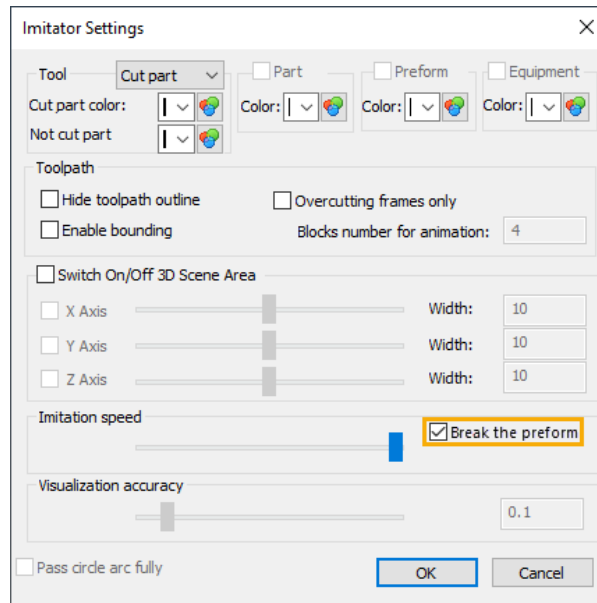 Imitator Settings
Tool Cut part Part Preform Equipment
Cut part color: Color: Color: Color:
Not cut part
Toolpath
Hide toolpath outline Overcutting frames only
Enable bounding Blocks number for animation: 4
Switch On/Off 3D Scene Area
X Axis Width: 10
Y Axis Width: 10
Z Axis Width: 10
Imitation speed Break the preform
Visualization accuracy
0.1
Pass circle arc fully OK Cancel